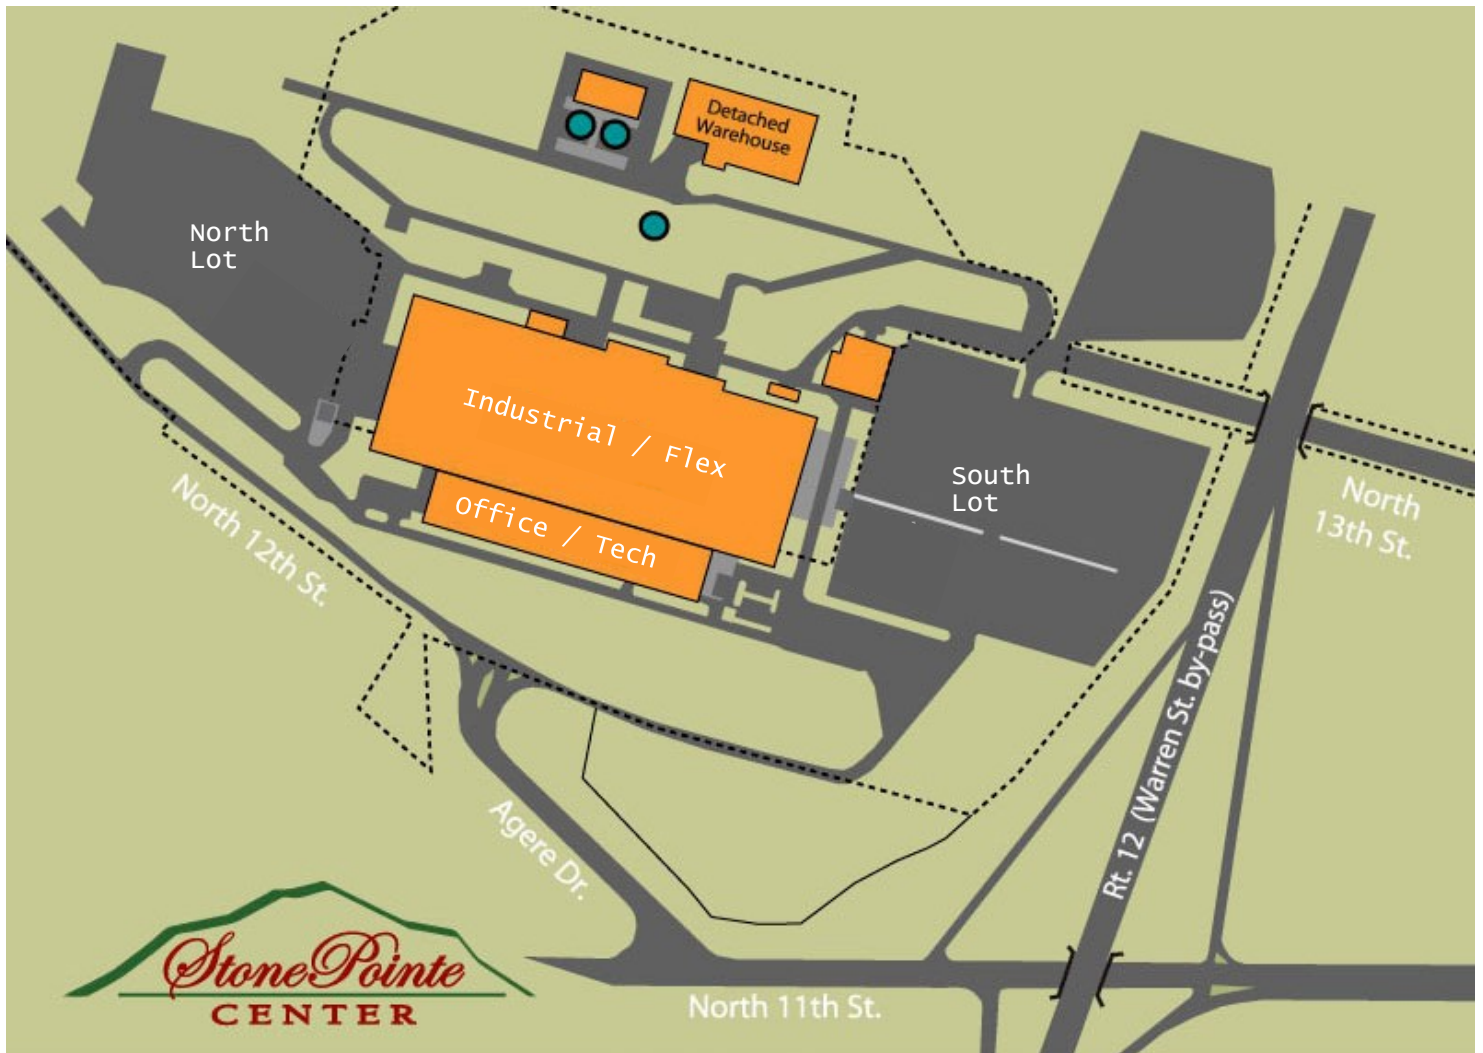 Detached
Warehouse
North
Lot
Industrial / Flex
Office / Tech
South
Lot
North
13th St.
North 12th St.
Rt. 12 (Warren St. by-pass)
Agere Dr.
StonePointe
CENTER
North 11th St.